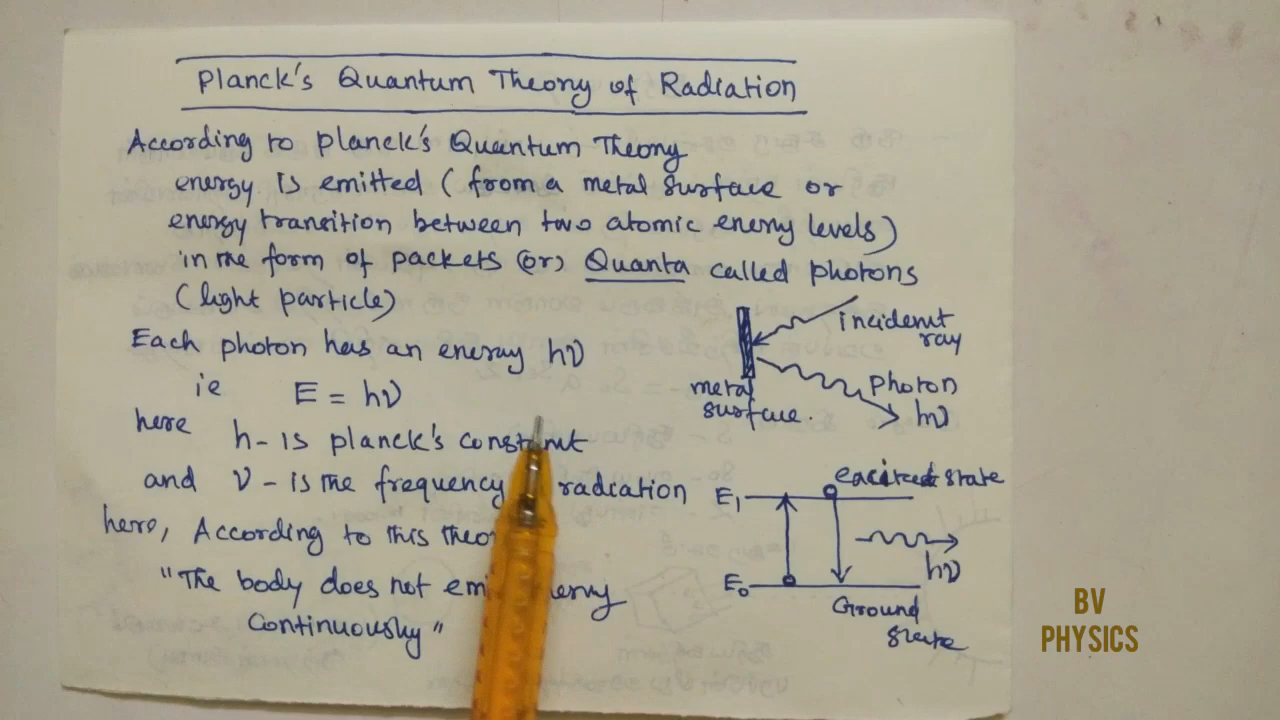 Planck's Quantum Theory of Radiation
According to planck's Quantum Theory
energy is emitted (from a metal surface or
energy transition between two atomic energy levels)
in the form of packets (or) Quanta called photons
(light particle)
Each photon has an energy hν
ie E = hν
here h - is planck's constant
and ν - is the frequency radiation
here, According to this
"The body does not
Continuously"
incident
ray
metal
surface.
photon
hν
E₁
excited state
hν
E₀
Ground
state
BV
PHYSICS